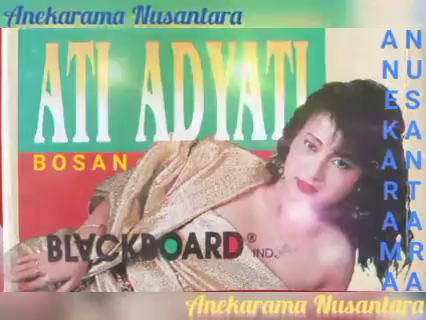 Anekarama Nusantara
ATI ADYATI
BOSAN
BLACKBOARD® IND
ANEKARAMA
NUSANTARA
Anekarama Nusantara